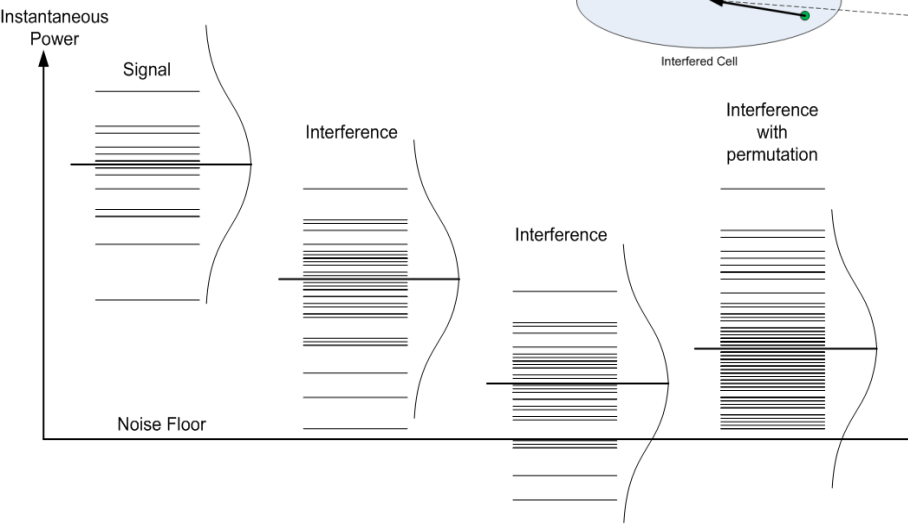 Instantaneous
Power
Signal
Interference
Interference
Interference
with
permutation
Interfered Cell
Noise Floor